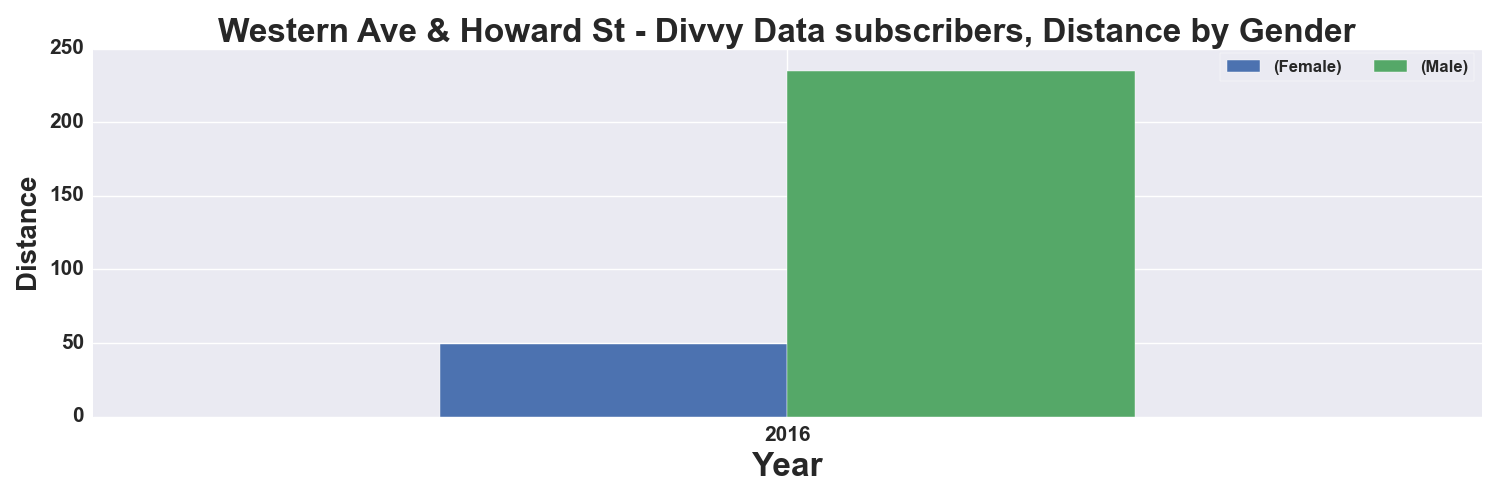 Western Ave & Howard St - Divvy Data subscribers, Distance by Gender
250
200
150
100
50
0
Distance
(Female) (Male)
2016
Year